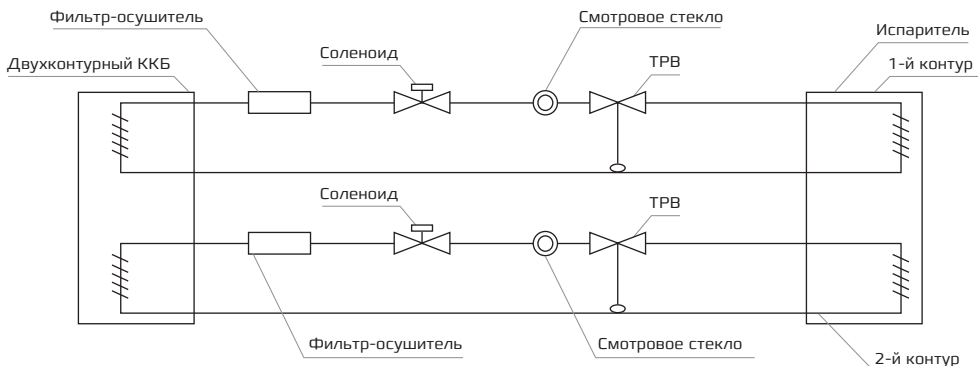 Фильтр-осушитель
Смотровое стекло
Испаритель
Соленоид
Двухконтурный ККБ
ТРВ
1-й контур
Соленоид
ТРВ
Фильтр-осушитель
Смотровое стекло
2-й контур